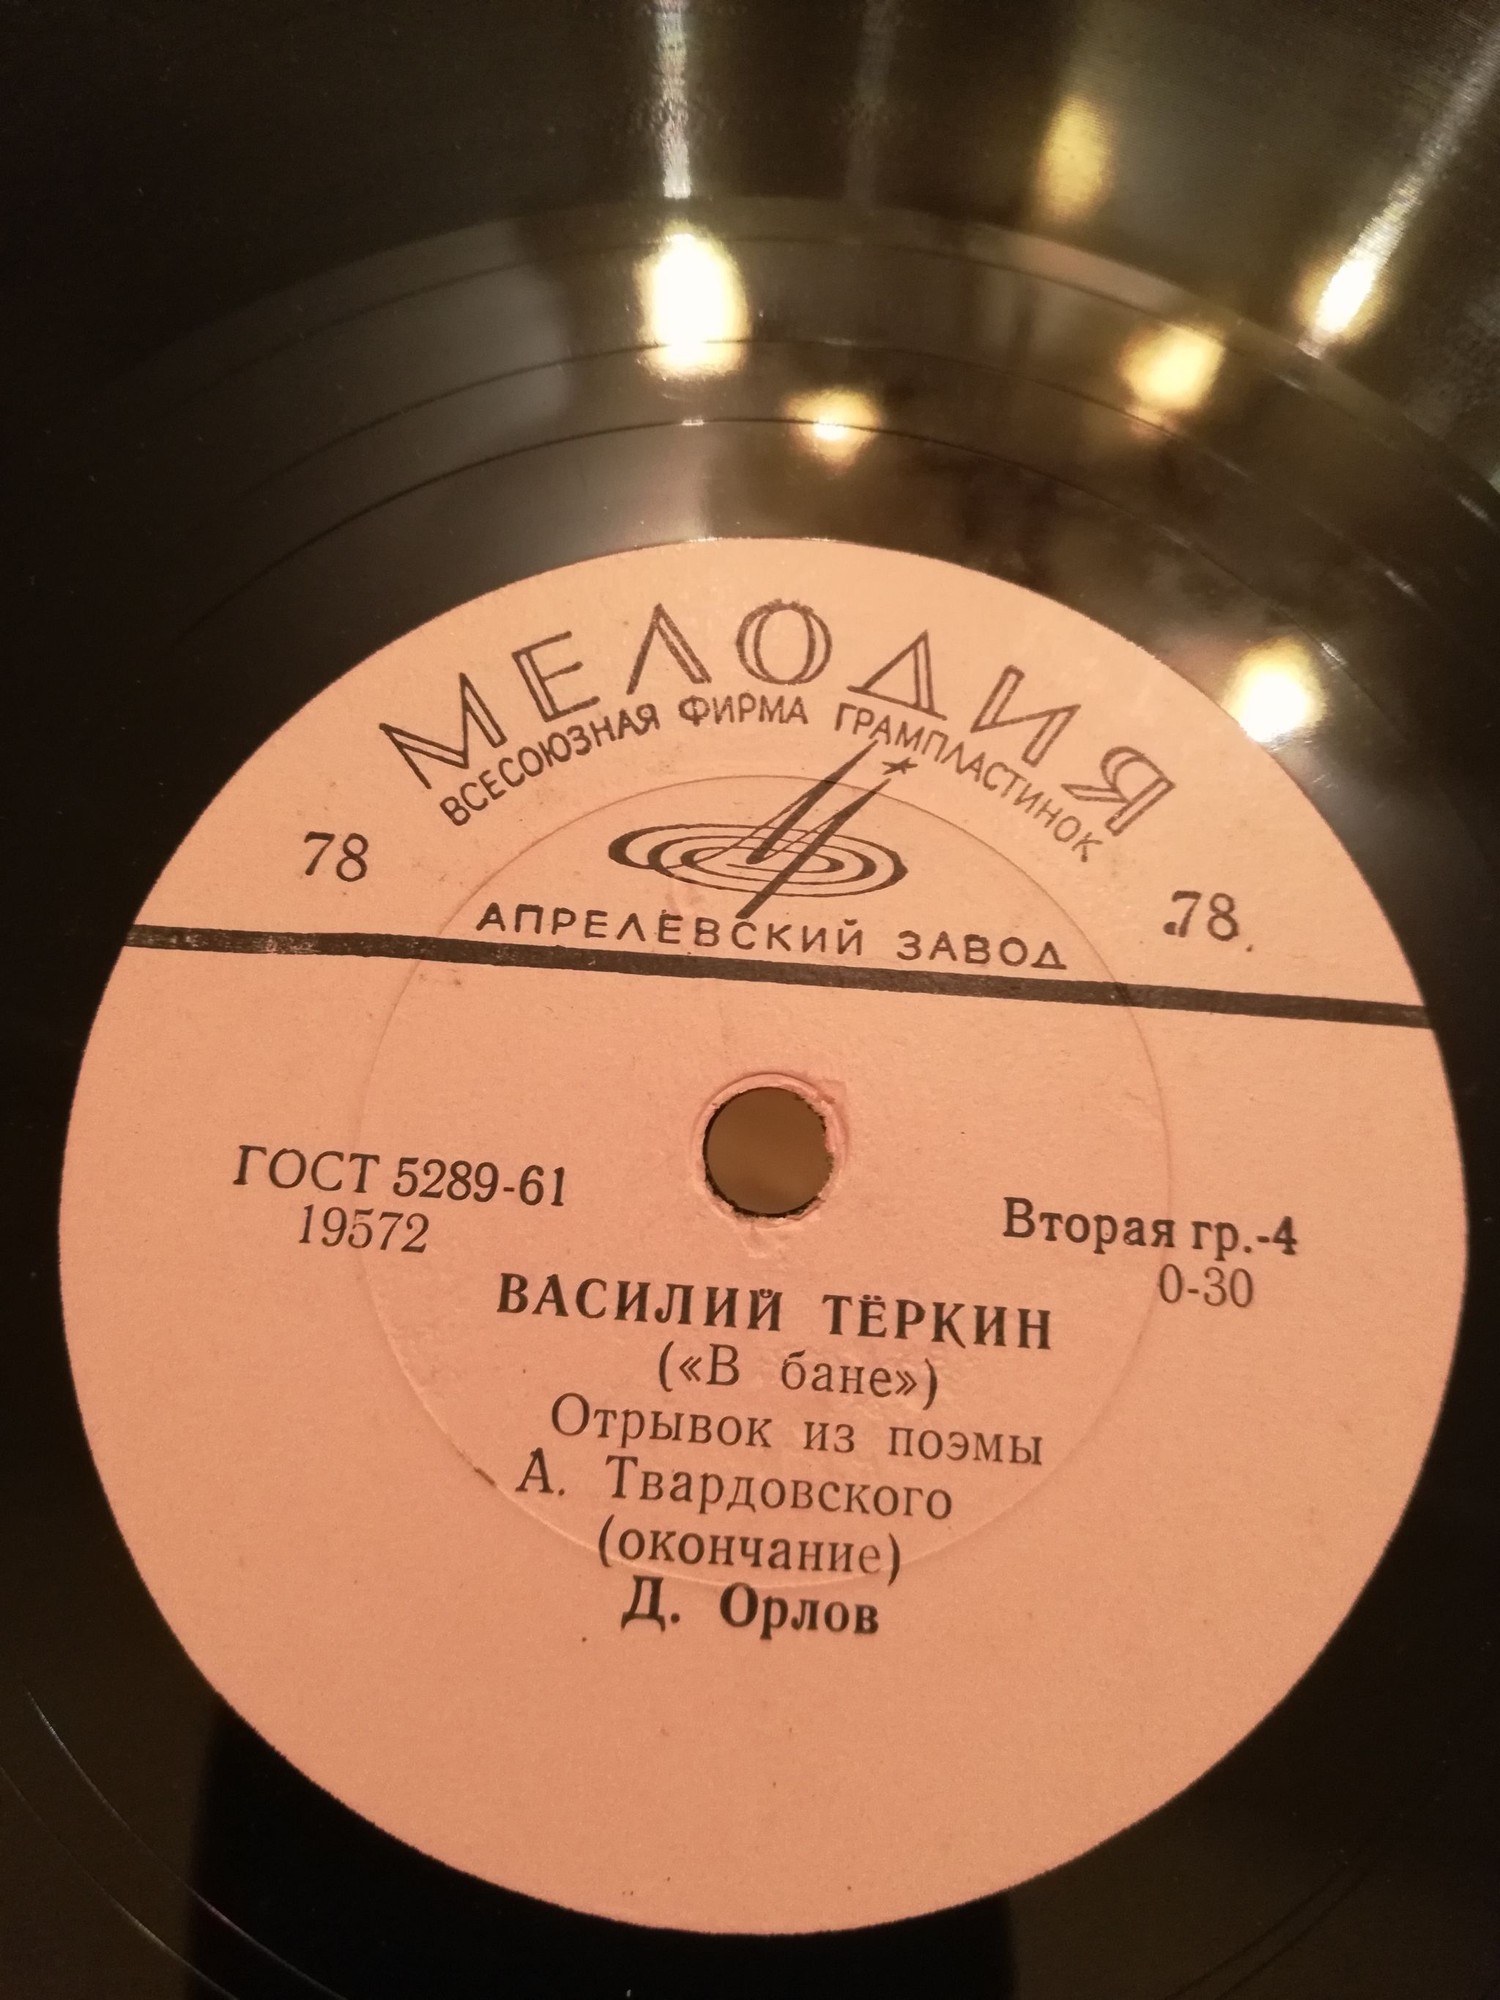 МЕЛОДИЯ
ВСЕСОЮЗНАЯ ФИРМА ГРАМПЛАСТИНОК
78
78
АПРЕЛЕВСКИЙ ЗАВОД
ГОСТ 5289-61
19572
Вторая гр.-4
0-30
ВАСИЛИЙ ТЁРКИН
(«В бане»)
Отрывок из поэмы
А. Твардовского
(окончание)
Д. Орлов